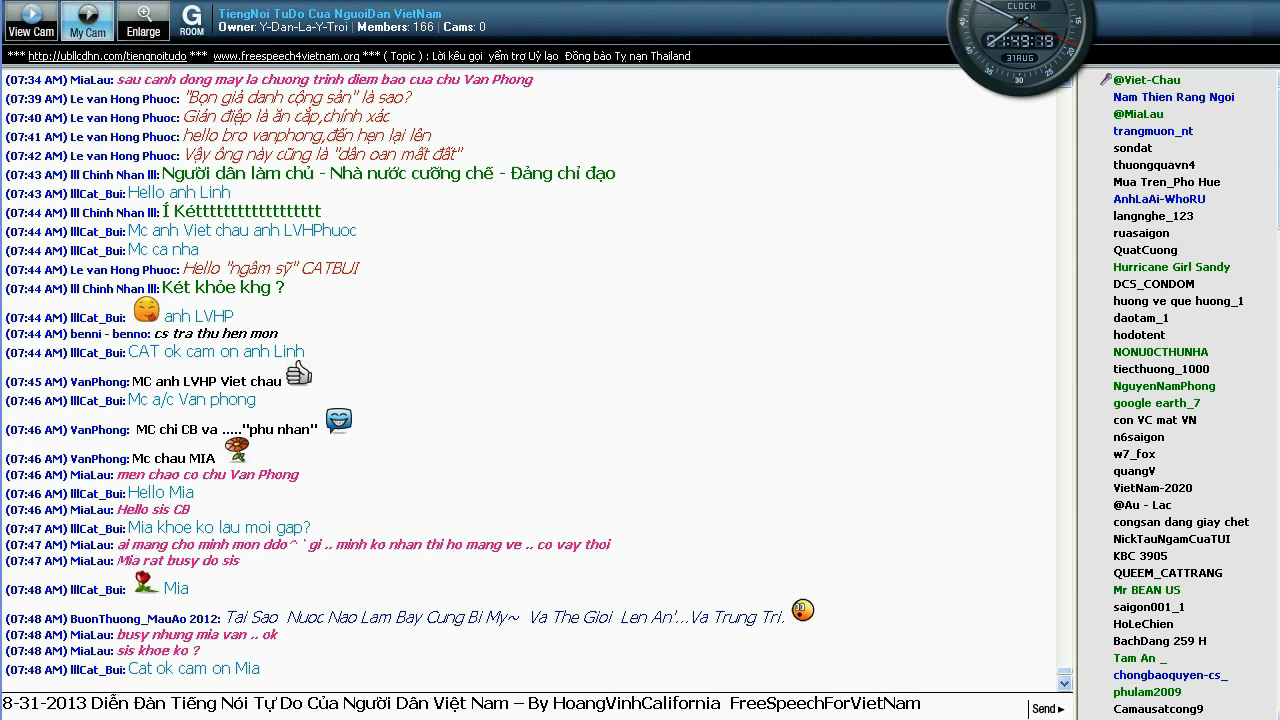 View Cam
My Cam
Enlarge
G
ROOM
TiengNoi TuDo Cua NguoiDan VietNam
Owner: Y-Dan-La-Y-Troi | Members: 166 | Cams: 0
CLOCK
45
15
01:49:19
31AUG
35
30
25
20
*** http://ubllcdhn.com/tiengnoitudo *** www.freespeech4vietnam.org *** ( Topic ) : Lời kêu gọi yểm trợ Uỷ lạo Đồng bào Tỵ nạn Thailand
(07:34 AM) MiaLau: sau canh dong may la chuong trinh diem bao cua chu Van Phong
(07:39 AM) Le van Hong Phuoc: "Bọn giả danh cộng sản" là sao?
(07:40 AM) Le van Hong Phuoc: Gián điệp là ăn cắp,chính xác
(07:41 AM) Le van Hong Phuoc: hello bro vanphong,đến hẹn lại lên
(07:42 AM) Le van Hong Phuoc: Vậy ông này cũng là "dân oan mất đất"
(07:43 AM) lll Chinh Nhan lll: Người dân làm chủ - Nhà nước cưỡng chế - Đảng chỉ đạo
(07:43 AM) lllCat_Bui: Hello anh Linh
(07:44 AM) lll Chinh Nhan lll: Í Kétttttttttttttttttt
(07:44 AM) lllCat_Bui: Mc anh Viet chau anh LVHPhuoc
(07:44 AM) lllCat_Bui: Mc ca nha
(07:44 AM) Le van Hong Phuoc: Hello "ngâm sỹ" CATBUI
(07:44 AM) lll Chinh Nhan lll: Két khỏe khg ?
(07:44 AM) lllCat_Bui: anh LVHP
(07:44 AM) benni - benno: cs tra thu hen mon
(07:44 AM) lllCat_Bui: CAT ok cam on anh Linh
(07:45 AM) VanPhong: MC anh LVHP Viet chau
(07:46 AM) lllCat_Bui: Mc a/c Van phong
(07:46 AM) VanPhong: MC chi CB va ....."phu nhan"
(07:46 AM) VanPhong: Mc chau MIA
(07:46 AM) MiaLau: men chao co chu Van Phong
(07:46 AM) lllCat_Bui: Hello Mia
(07:46 AM) MiaLau: Hello sis CB
(07:47 AM) lllCat_Bui: Mia khoe ko lau moi gap?
(07:47 AM) MiaLau: ai mang cho minh mon ddo^ ` gi .. minh ko nhan thi ho mang ve .. co vay thoi
(07:47 AM) MiaLau: Mia rat busy do sis
(07:48 AM) lllCat_Bui: Mia
(07:48 AM) BuonThuong_MauAo 2012: Tai Sao Nuoc Nao Lam Bay Cung Bi My~ Va The Gioi Len An'...Va Trung Tri.
(07:48 AM) MiaLau: busy nhung mia van .. ok
(07:48 AM) MiaLau: sis khoe ko ?
(07:48 AM) lllCat_Bui: Cat ok cam on Mia
8-31-2013 Diễn Đàn Tiếng Nói Tự Do Của Người Dân Việt Nam – By HoangVinhCalifornia FreeSpeechForVietNam
Send
@Viet-Chau
Nam Thien Rang Ngoi
@MiaLau
trangmuon_nt
sondat
thuongquavn4
Mua Tren_Pho Hue
AnhLaAi-WhoRU
langnghe_123
ruasaigon
QuatCuong
Hurricane Girl Sandy
DCS_CONDOM
huong ve que huong_1
daotam_1
hodotent
NONU0CTHUNHA
tiecthuong_1000
NguyenNamPhong
google earth_7
con VC mat VN
n6saigon
w7_fox
quangV
VietNam-2020
@Au - Lac
congsan dang giay chet
NickTauNgamCuaTUI
KBC 3905
QUEEM_CATTRANG
Mr BEAN US
saigon001_1
HoLeChien
BachDang 259 H
Tam An _
chongbaoquyen-cs_
phulam2009
Camausatcong9